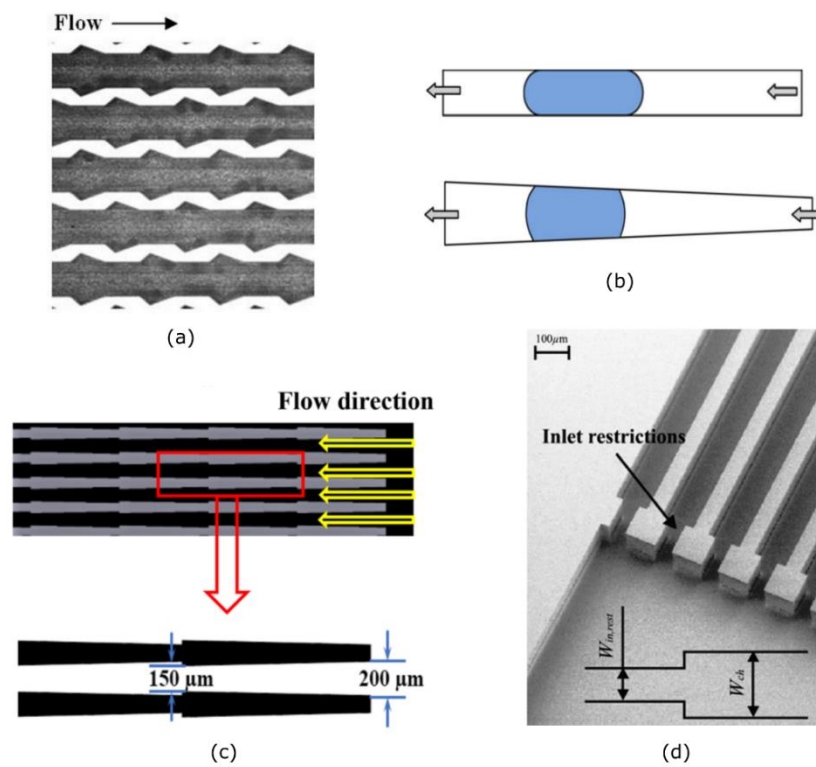 Flow
(a)
(b)
Flow direction
150 μm
200 μm
(c)
100μm
Inlet restrictions
W_in,rest
W_ch
(d)